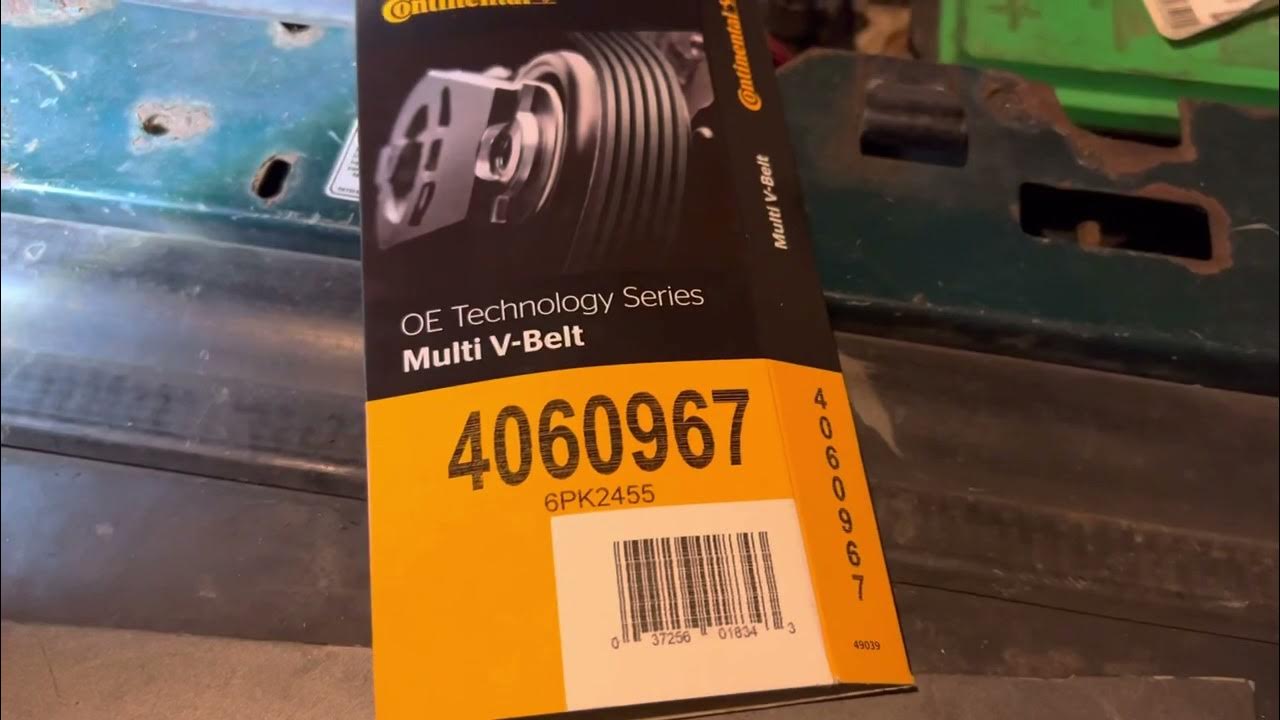 Continental
OE Technology Series
Multi V-Belt
4060967
6PK2455
0 37256 01834 3
Continental
Multi V-Belt
4060967
49039